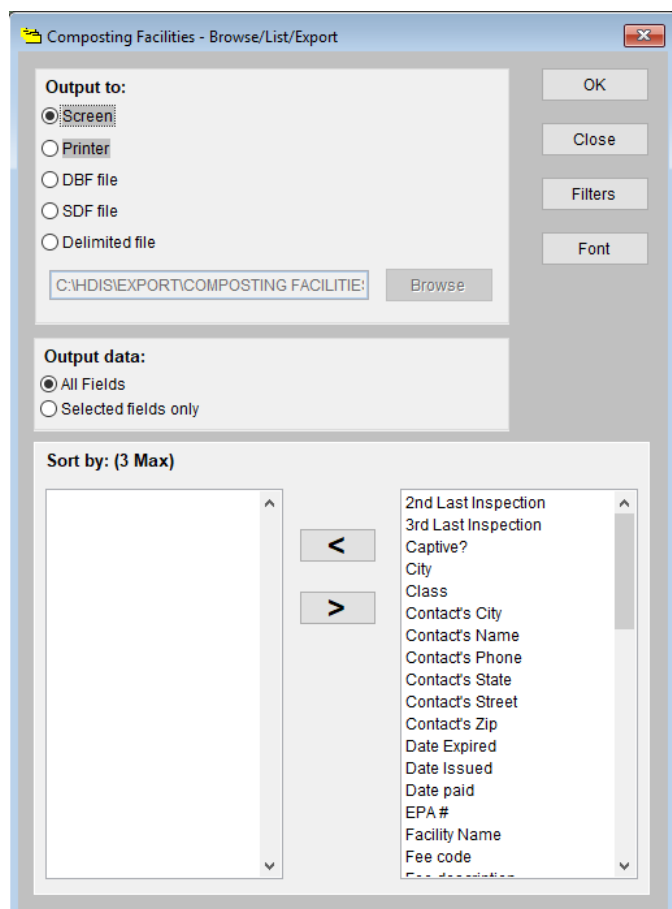 Composting Facilities - Browse/List/Export
Output to:
Screen
Printer
DBF file
SDF file
Delimited file
C:\HDIS\EXPORT\COMPOSTING FACILITIES
Browse
OK
Close
Filters
Font
Output data:
All Fields
Selected fields only
Sort by: (3 Max)
<
>
2nd Last Inspection
3rd Last Inspection
Captive?
City
Class
Contact's City
Contact's Name
Contact's Phone
Contact's State
Contact's Street
Contact's Zip
Date Expired
Date Issued
Date paid
EPA #
Facility Name
Fee code
Fee description